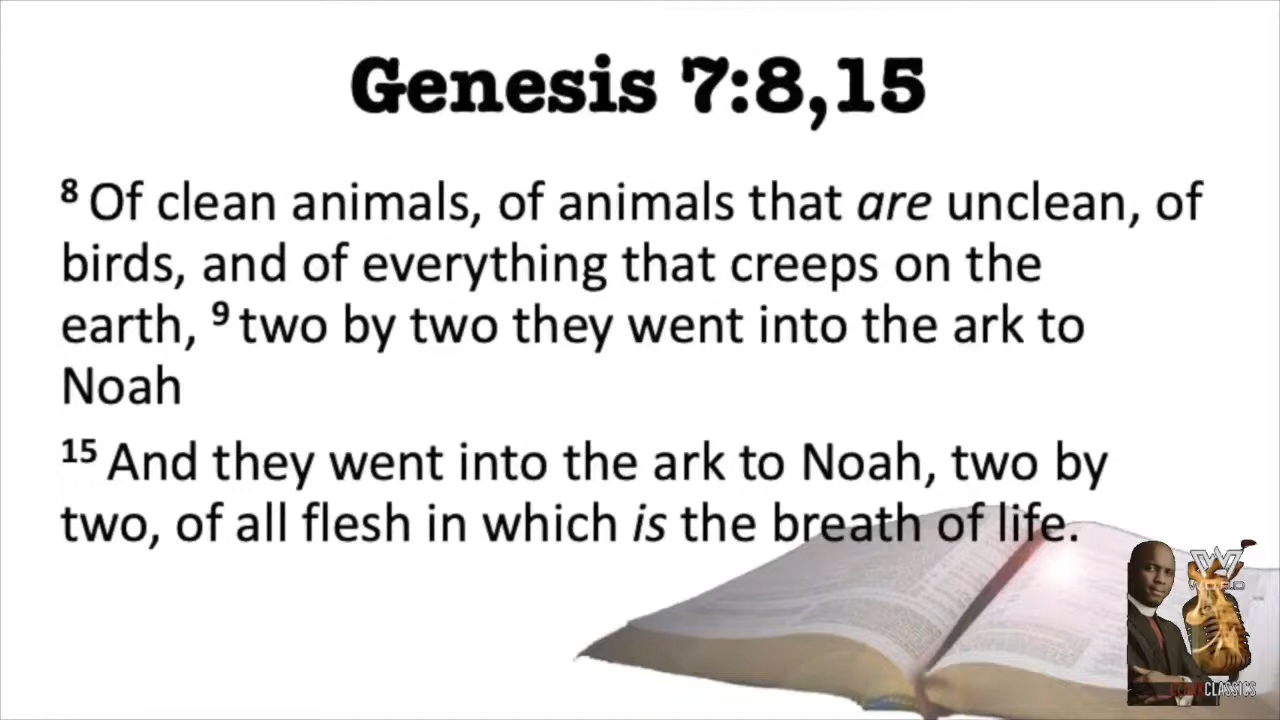 Genesis 7:8,15
8 Of clean animals, of animals that are unclean, of
birds, and of everything that creeps on the
earth, 9 two by two they went into the ark to
Noah
15 And they went into the ark to Noah, two by
two, of all flesh in which is the breath of life.
W
WORD
CLASSICS